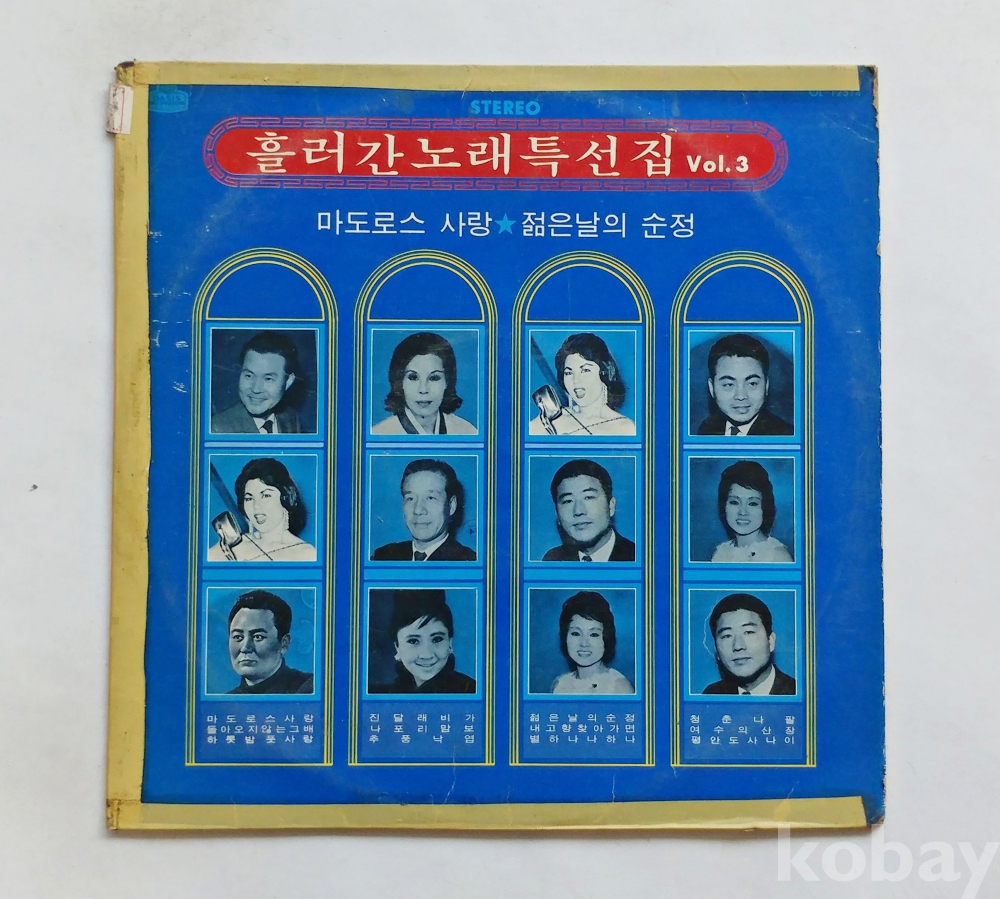 STEREO
흘러간노래특선집 Vol.3
마도로스 사랑★젊은날의 순정
마도로스사랑
돌아오지않는그배
하룻밤풋사랑
진달래비가
나포리맘보
추풍낙엽
젊은날의순정
내고향찾아가면
별하나나하나
청춘나팔
여수의산장
평안도사나이
kobay